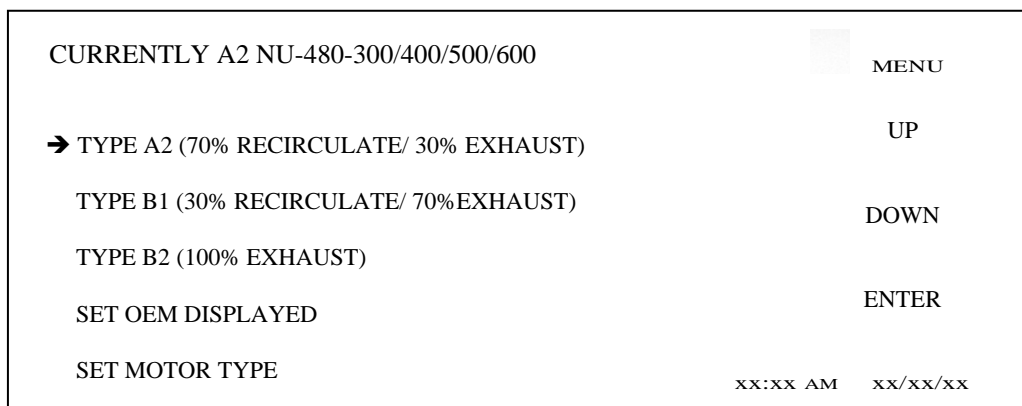 CURRENTLY A2 NU-480-300/400/500/600
MENU
➔ TYPE A2 (70% RECIRCULATE/ 30% EXHAUST)
UP
TYPE B1 (30% RECIRCULATE/ 70%EXHAUST)
DOWN
TYPE B2 (100% EXHAUST)
SET OEM DISPLAYED
ENTER
SET MOTOR TYPE
xx:xx AM xx/xx/xx